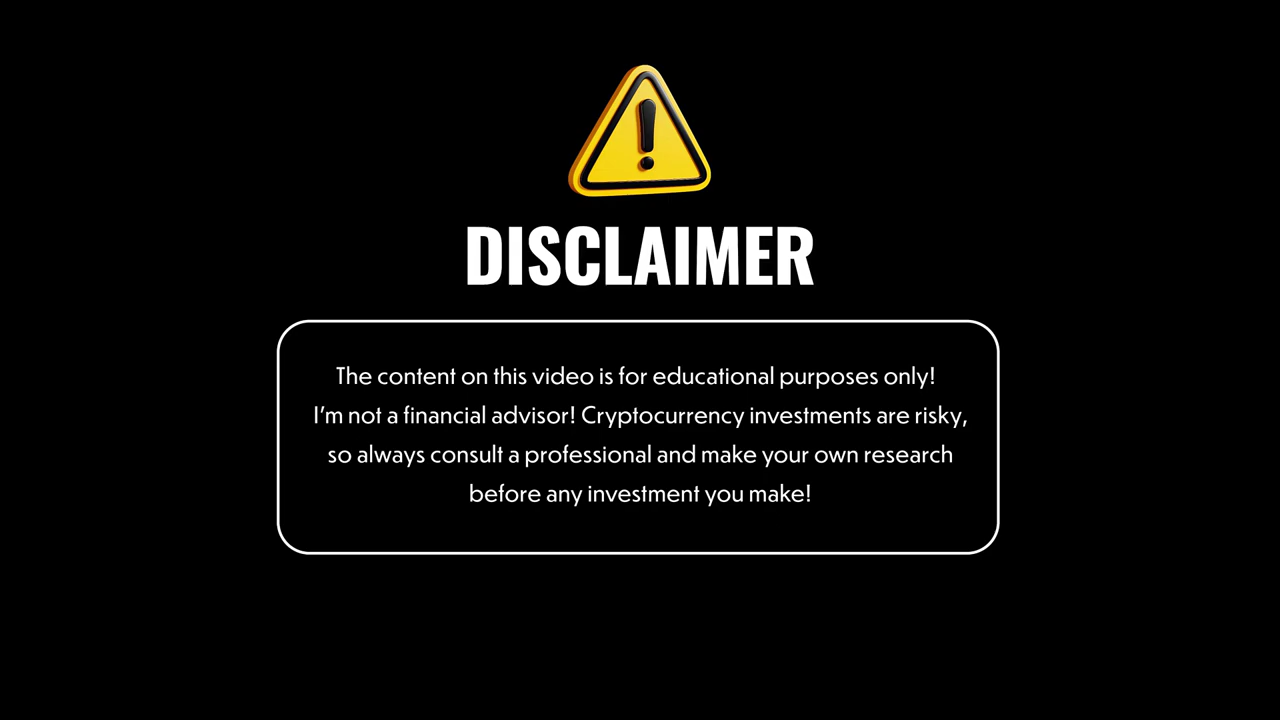 DISCLAIMER
The content on this video is for educational purposes only!
I'm not a financial advisor! Cryptocurrency investments are risky,
so always consult a professional and make your own research
before any investment you make!